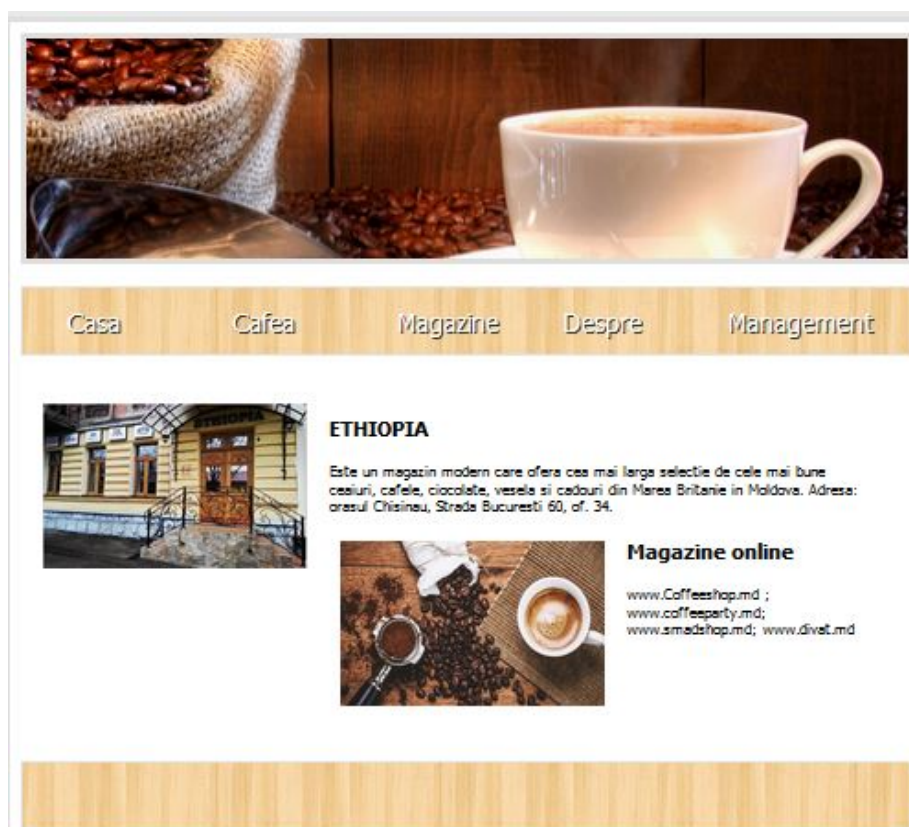 Casa Cafea Magazine Despre Management
ETHIOPIA
ETHIOPIA
Este un magazin modern care ofera cea mai larga selectie de cele mai bune
ceaiuri, cafele, ciocolate, vesela si cadouri din Marea Britanie in Moldova. Adresa:
orasul Chisinau, Strada Bucuresti 60, of. 34.
Magazine online
www.Coffeeshop.md ;
www.coffeeparty.md;
www.smadshop.md; www.divat.md